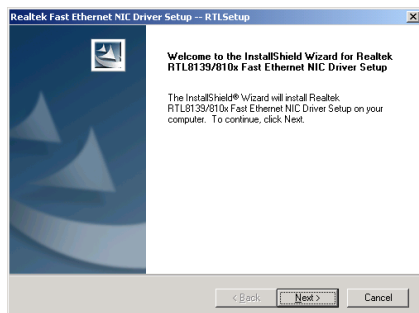 Realtek Fast Ethernet NIC Driver Setup -- RTLSetup
Welcome to the InstallShield Wizard for Realtek
RTL8139/810x Fast Ethernet NIC Driver Setup
The InstallShield® Wizard will install Realtek
RTL8139/810x Fast Ethernet NIC Driver Setup on your
computer. To continue, click Next.
< Back Next > Cancel